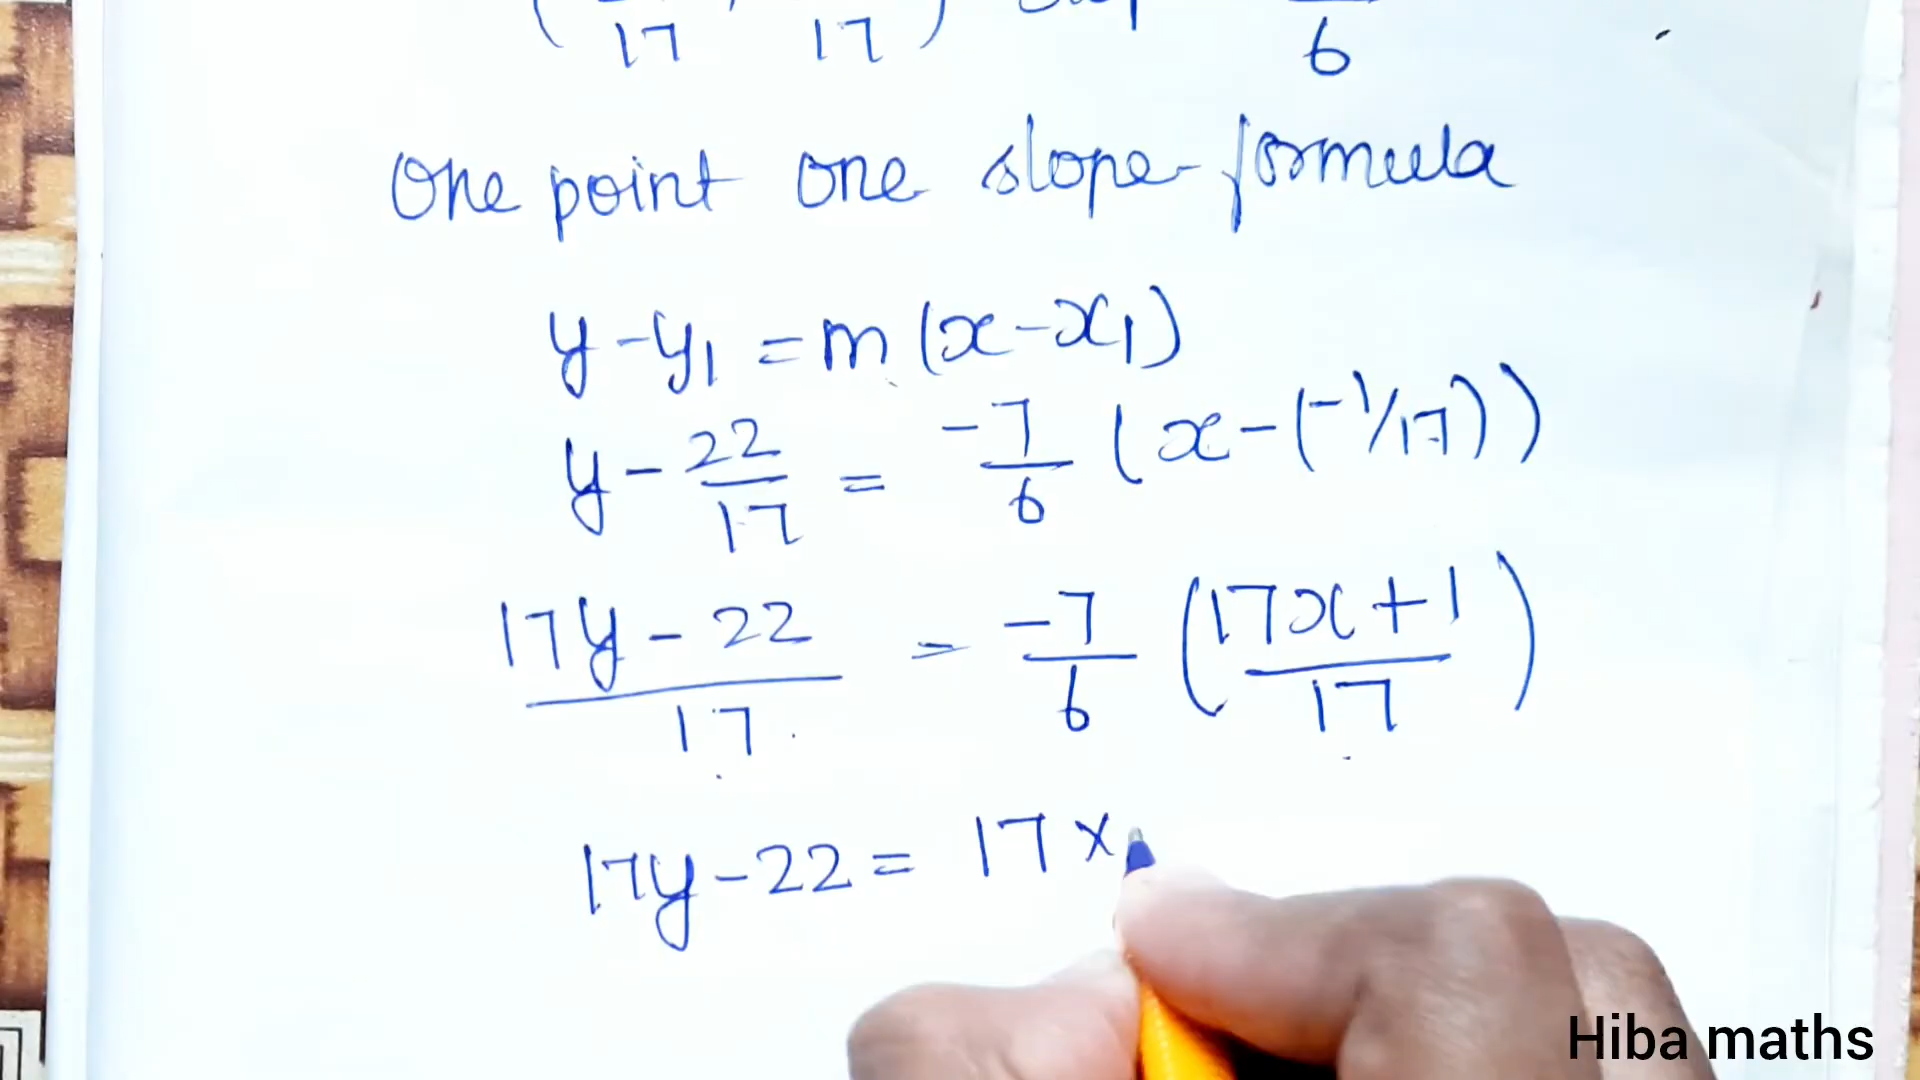 ( 17 , 17 ) 6
One point one slope formula
y - y₁ = m (x - x₁)
y - 22/17 = -7/6 (x - (-1/17))
17y - 22 / 17 = -7/6 (17x + 1 / 17)
17y - 22 = 17 ×
Hiba maths